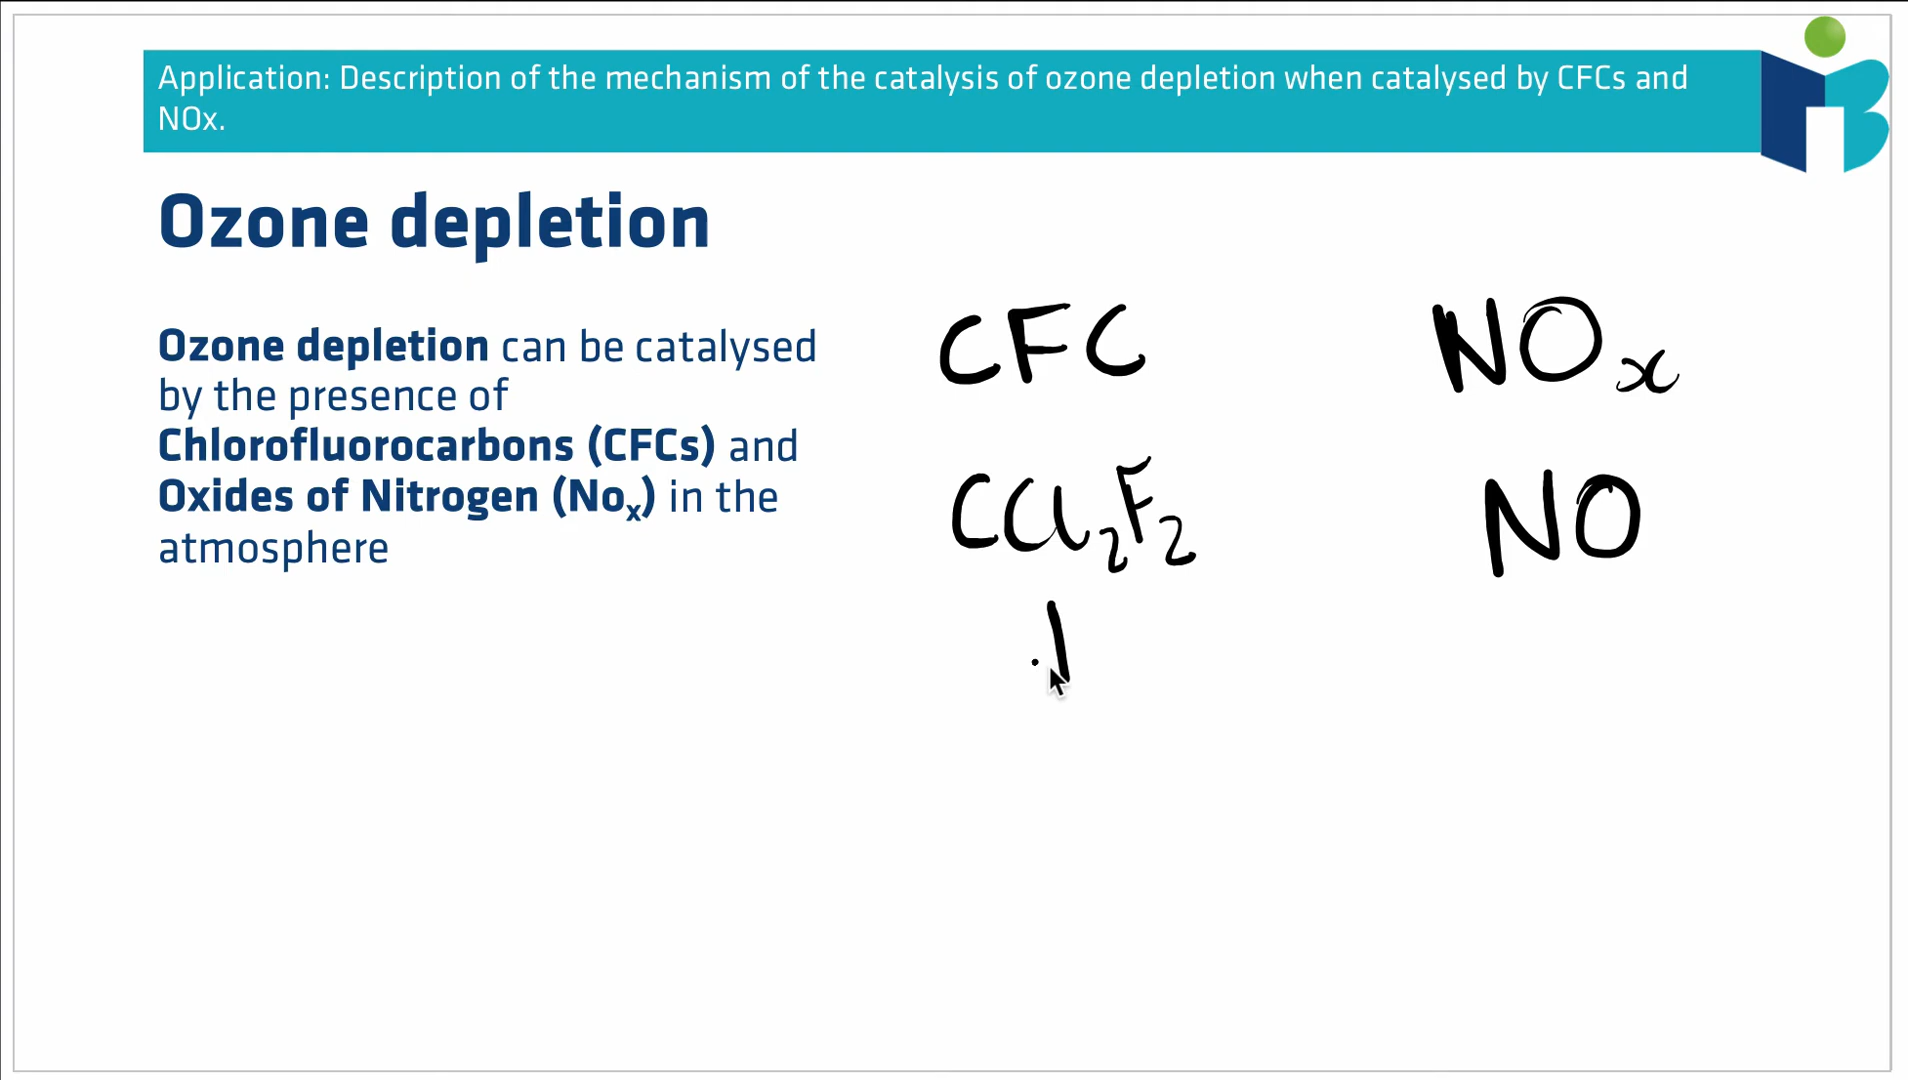 Application: Description of the mechanism of the catalysis of ozone depletion when catalysed by CFCs and
NOx.
Ozone depletion
Ozone depletion can be catalysed
by the presence of
Chlorofluorocarbons (CFCs) and
Oxides of Nitrogen (Noₓ) in the
atmosphere
CFC
NOₓ
CCl₂F₂
NO